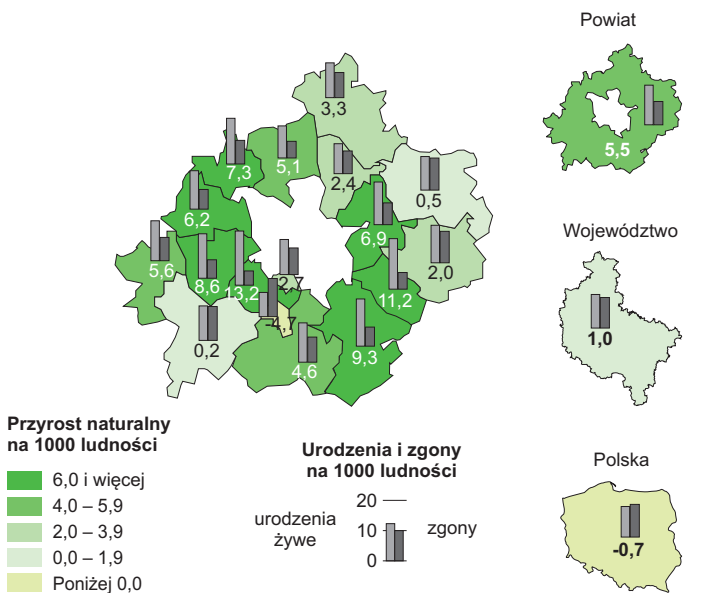 Powiat
5,5
Województwo
1,0
Polska
-0,7
3,3
7,3
5,1
2,4
0,5
6,2
6,9
5,6
8,6
13,2
2,7
2,0
11,2
-4,7
0,2
4,6
9,3
Przyrost naturalny
na 1000 ludności
6,0 i więcej
4,0 – 5,9
2,0 – 3,9
0,0 – 1,9
Poniżej 0,0
Urodzenia i zgony
na 1000 ludności
20
10
0
urodzenia
żywe
zgony